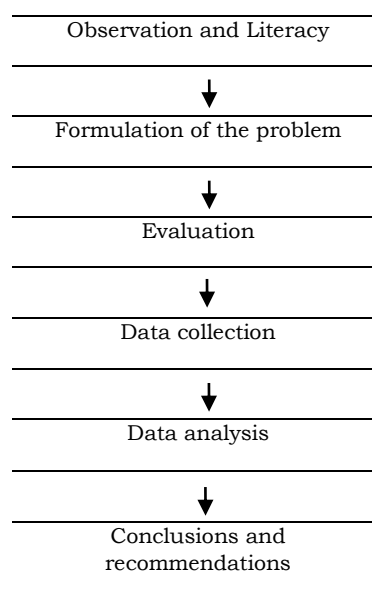 Observation and Literacy
Formulation of the problem
Evaluation
Data collection
Data analysis
Conclusions and
recommendations